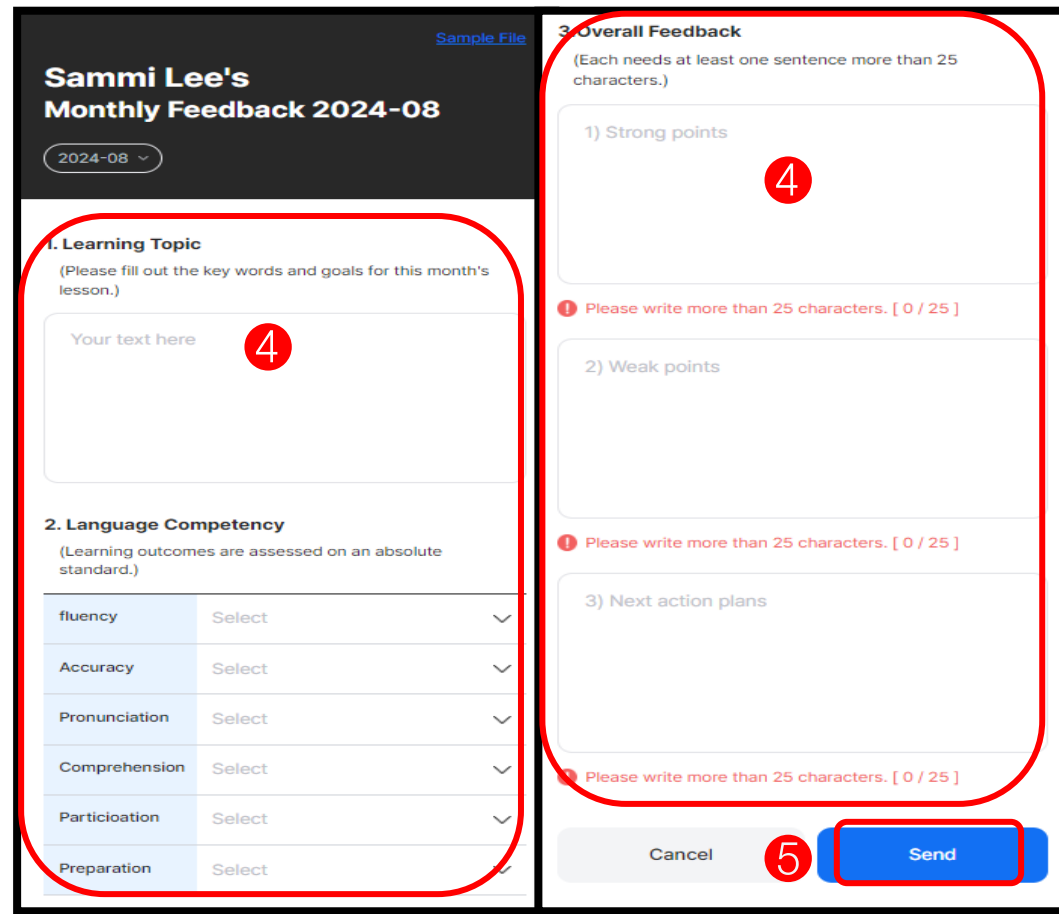 Sample File
Sammi Lee's
Monthly Feedback 2024-08
2024-08
1. Learning Topic
(Please fill out the key words and goals for this month's
lesson.)
Your text here
4
2. Language Competency
(Learning outcomes are assessed on an absolute
standard.)
fluency Select
Accuracy Select
Pronunciation Select
Comprehension Select
Particioation Select
Preparation Select
3.Overall Feedback
(Each needs at least one sentence more than 25
characters.)
1) Strong points
4
Please write more than 25 characters. [ 0 / 25 ]
2) Weak points
Please write more than 25 characters. [ 0 / 25 ]
3) Next action plans
Please write more than 25 characters. [ 0 / 25 ]
Cancel 5 Send